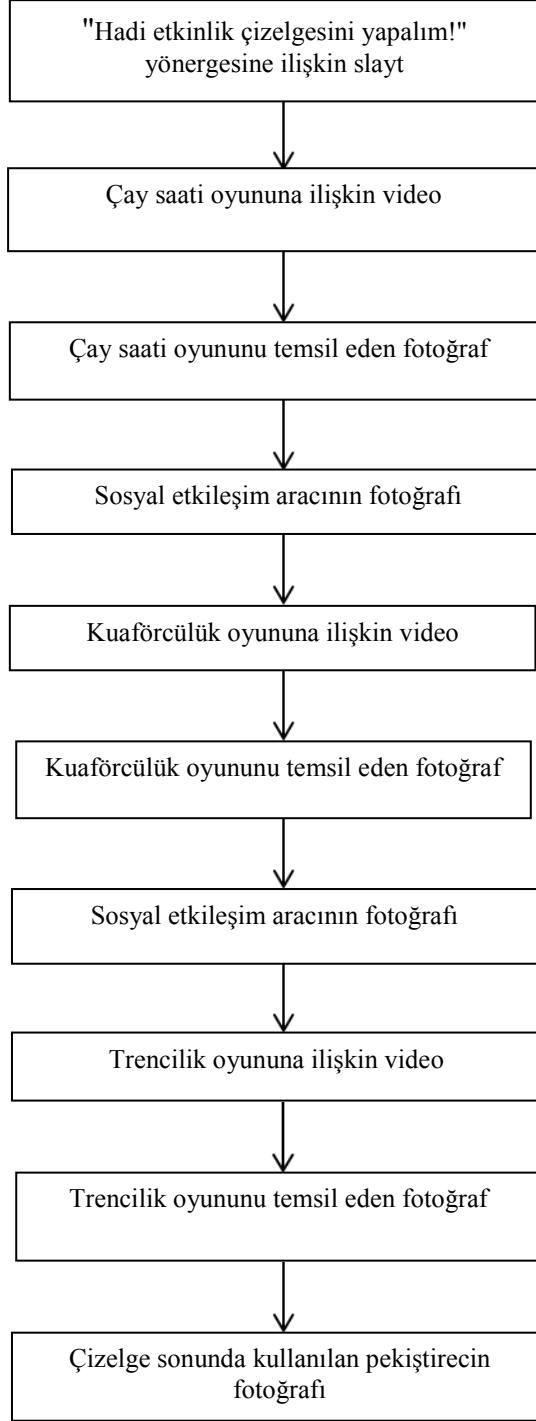 "Hadi etkinlik çizelgesini yapalım!"
yönergesine ilişkin slayt
Çay saati oyununa ilişkin video
Çay saati oyununu temsil eden fotoğraf
Sosyal etkileşim aracının fotoğrafı
Kuaförcülük oyununa ilişkin video
Kuaförcülük oyununu temsil eden fotoğraf
Sosyal etkileşim aracının fotoğrafı
Trencilik oyununa ilişkin video
Trencilik oyununu temsil eden fotoğraf
Çizelge sonunda kullanılan pekiştirecin
fotoğrafı